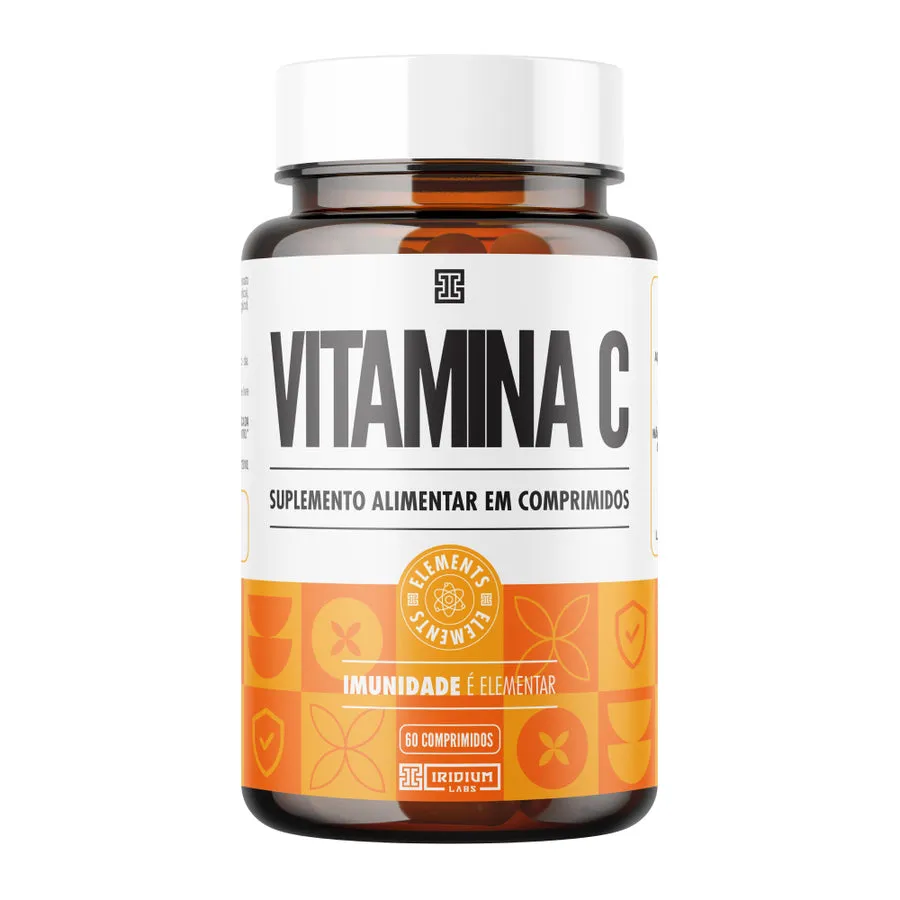 VITAMINA C
SUPLEMENTO ALIMENTAR EM COMPRIMIDOS
ELEMENTS
ELEMENTS
IMUNIDADE É ELEMENTAR
60 COMPRIMIDOS
IRIDIUM
LABS